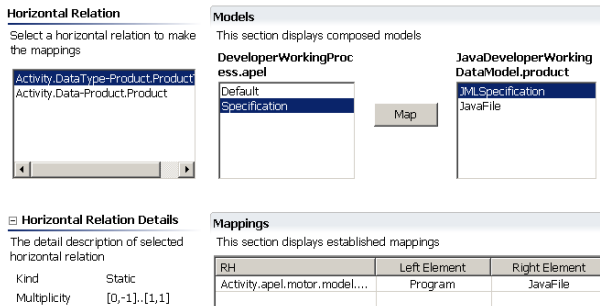 Horizontal Relation
Select a horizontal relation to make
the mappings
Activity.DataType-Product.Product
Activity.Data-Product.Product
Models
This section displays composed models
DeveloperWorkingProc
ess.apel
Default
Specification
Map
JavaDeveloperWorking
DataModel.product
JMLSpecification
JavaFile
Horizontal Relation Details
The detail description of selected
horizontal relation
Kind Static
Multiplicity [0,-1]..[1,1]
Mappings
This section displays established mappings
RH Left Element Right Element
Activity.apel.motor.model.... Program JavaFile